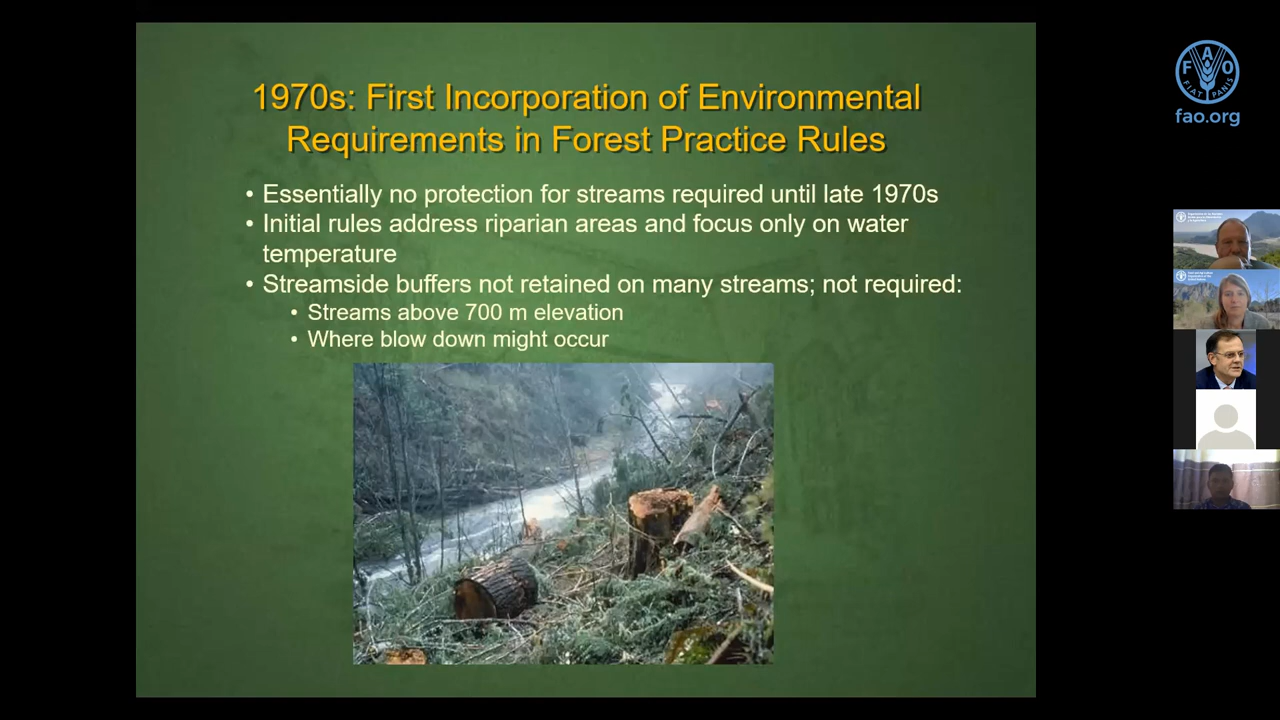 1970s: First Incorporation of Environmental
Requirements in Forest Practice Rules
• Essentially no protection for streams required until late 1970s
• Initial rules address riparian areas and focus only on water
temperature
• Streamside buffers not retained on many streams; not required:
• Streams above 700 m elevation
• Where blow down might occur
F A O
FIAT PANIS
fao.org